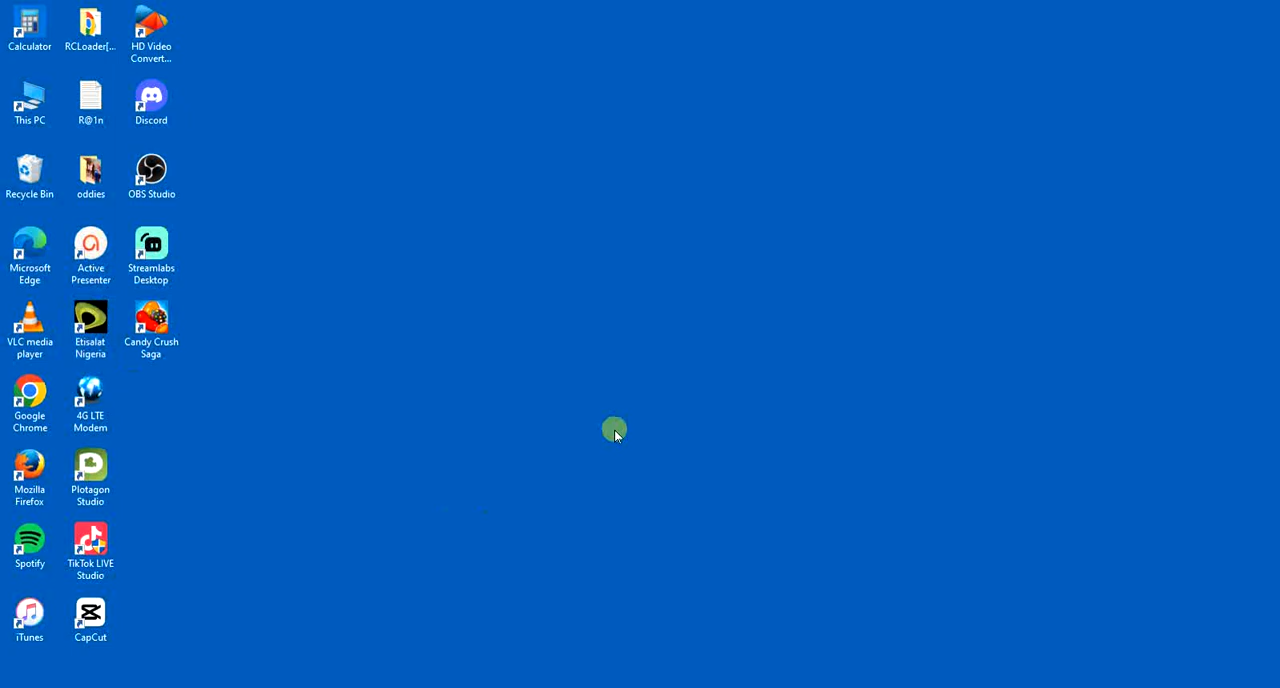 Calculator
RCLoader[...
HD Video
Convert...
This PC
R@1n
Discord
Recycle Bin
oddies
OBS Studio
Microsoft
Edge
Active
Presenter
Streamlabs
Desktop
VLC media
player
Etisalat
Nigeria
Candy Crush
Saga
Google
Chrome
4G LTE
Modem
Mozilla
Firefox
Plotagon
Studio
Spotify
TikTok LIVE
Studio
iTunes
CapCut